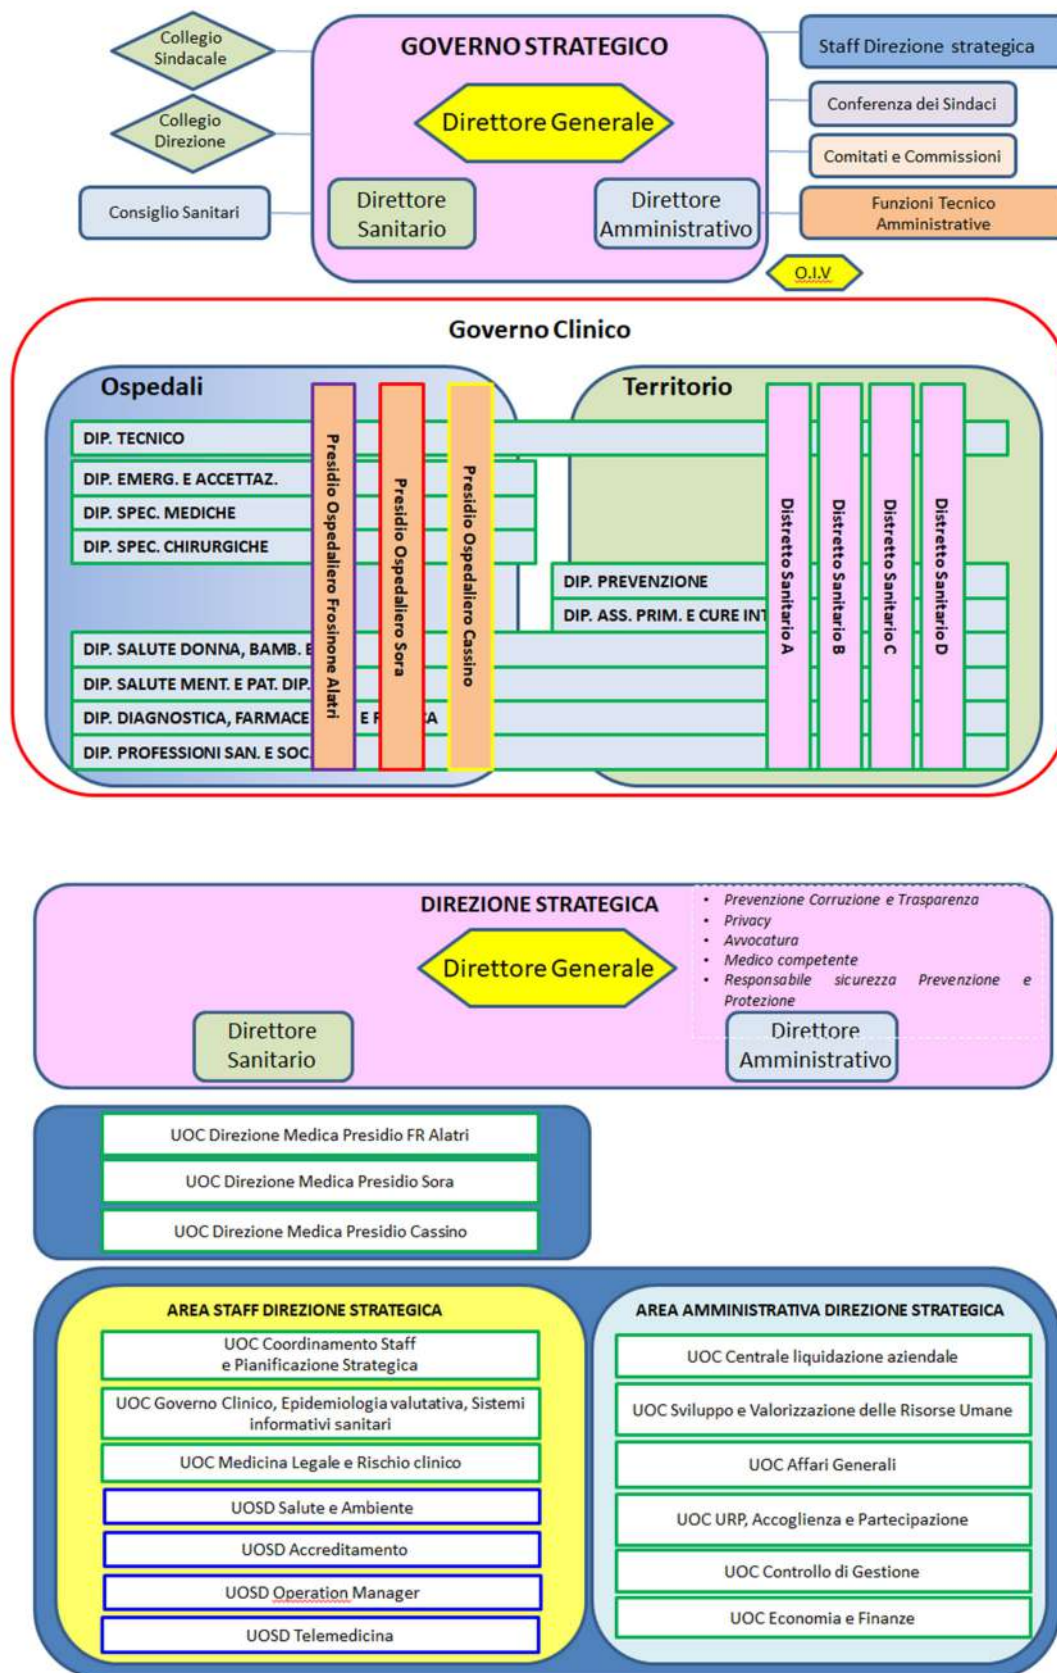 Collegio
Sindacale
GOVERNO STRATEGICO
Staff Direzione strategica
Collegio
Direzione
Direttore Generale
Conferenza dei Sindaci
Comitati e Commissioni
Consiglio Sanitari
Direttore
Sanitario
Direttore
Amministrativo
Funzioni Tecnico
Amministrative
O.I.V
Governo Clinico
Ospedali
Territorio
DIP. TECNICO
DIP. EMERG. E ACCETTAZ.
DIP. SPEC. MEDICHE
DIP. SPEC. CHIRURGICHE
DIP. PREVENZIONE
DIP. ASS. PRIM. E CURE INT
DIP. SALUTE DONNA, BAMB. E
DIP. SALUTE MENT. E PAT. DIP.
DIP. DIAGNOSTICA, FARMACE E F CA
DIP. PROFESSIONI SAN. E SOC.
Presidio Ospedaliero Frosinone Alatri
Presidio Ospedaliero Sora
Presidio Ospedaliero Cassino
Distretto Sanitario A
Distretto Sanitario B
Distretto Sanitario C
Distretto Sanitario D
DIREZIONE STRATEGICA
Direttore Generale
• Prevenzione Corruzione e Trasparenza
• Privacy
• Avvocatura
• Medico competente
• Responsabile sicurezza Prevenzione e
Protezione
Direttore
Sanitario
Direttore
Amministrativo
UOC Direzione Medica Presidio FR Alatri
UOC Direzione Medica Presidio Sora
UOC Direzione Medica Presidio Cassino
AREA STAFF DIREZIONE STRATEGICA
UOC Coordinamento Staff
e Pianificazione Strategica
UOC Governo Clinico, Epidemiologia valutativa, Sistemi
informativi sanitari
UOC Medicina Legale e Rischio clinico
UOSD Salute e Ambiente
UOSD Accreditamento
UOSD Operation Manager
UOSD Telemedicina
AREA AMMINISTRATIVA DIREZIONE STRATEGICA
UOC Centrale liquidazione aziendale
UOC Sviluppo e Valorizzazione delle Risorse Umane
UOC Affari Generali
UOC URP, Accoglienza e Partecipazione
UOC Controllo di Gestione
UOC Economia e Finanze